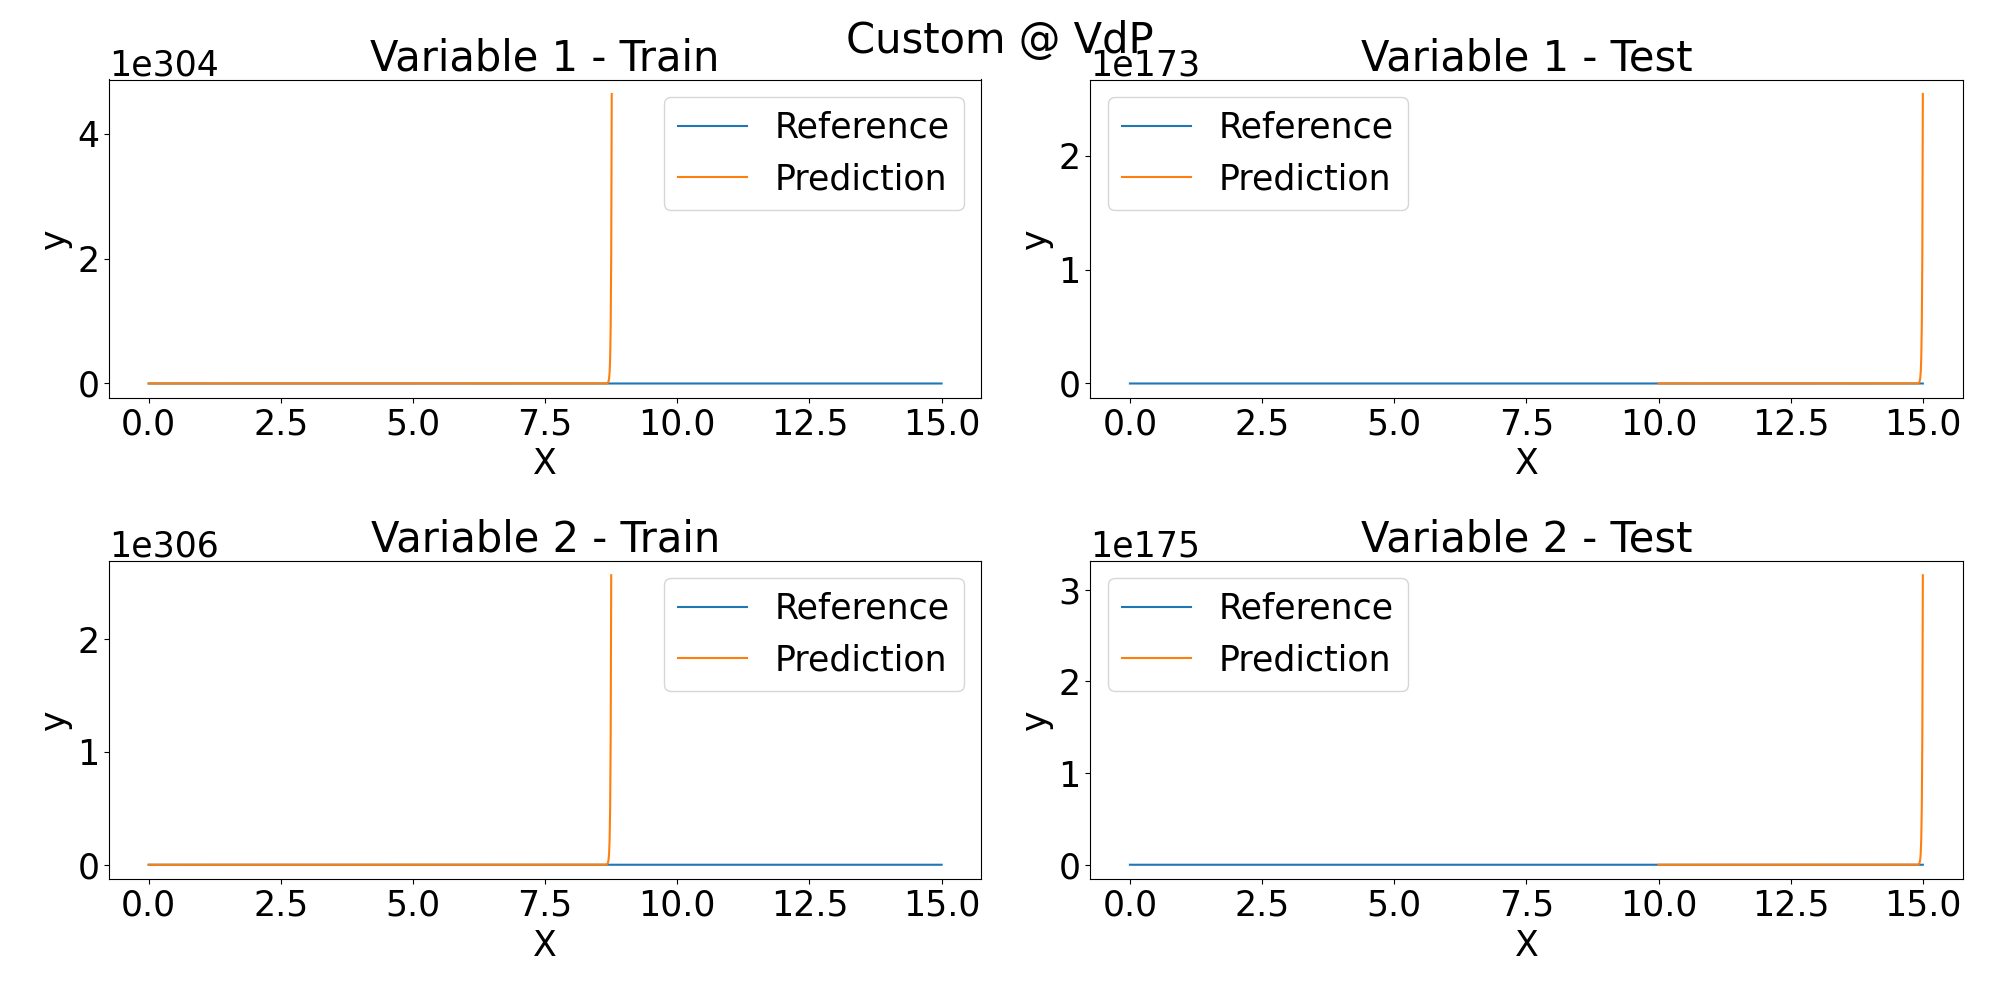 Custom @ VdP
Variable 1 - Train
1e304
4
2
0
y
Reference
Prediction
0.0 2.5 5.0 7.5 10.0 12.5 15.0
X
Variable 1 - Test
1e173
2
1
0
y
Reference
Prediction
0.0 2.5 5.0 7.5 10.0 12.5 15.0
X
Variable 2 - Train
1e306
2
1
0
y
Reference
Prediction
0.0 2.5 5.0 7.5 10.0 12.5 15.0
X
Variable 2 - Test
1e175
3
2
1
0
y
Reference
Prediction
0.0 2.5 5.0 7.5 10.0 12.5 15.0
X